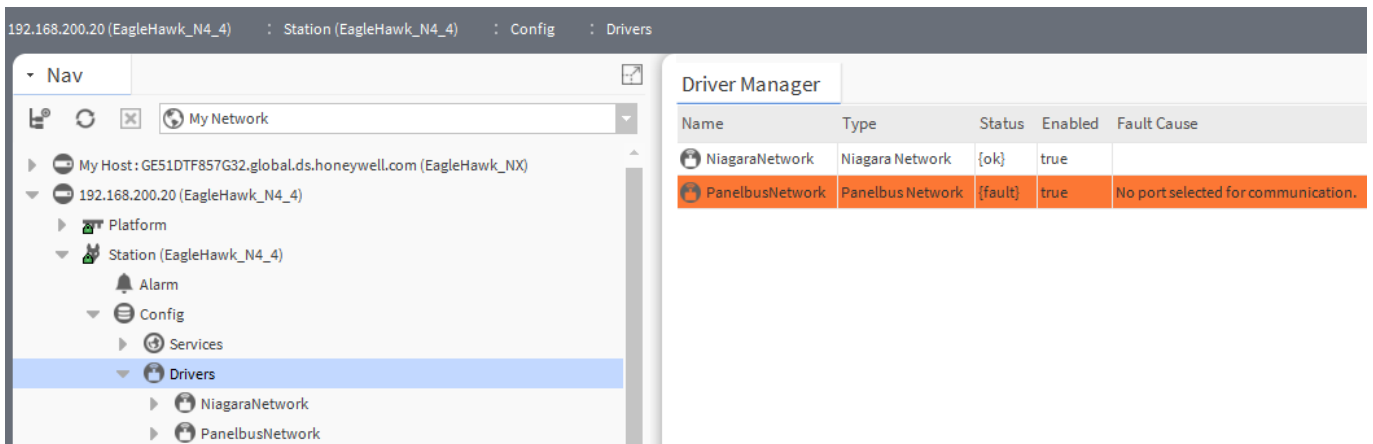 192.168.200.20 (EagleHawk_N4_4) : Station (EagleHawk_N4_4) : Config : Drivers
Nav
My Network
My Host : GE51DTF857G32.global.ds.honeywell.com (EagleHawk_NX)
192.168.200.20 (EagleHawk_N4_4)
Platform
Station (EagleHawk_N4_4)
Alarm
Config
Services
Drivers
NiagaraNetwork
PanelbusNetwork
Driver Manager
Name Type Status Enabled Fault Cause
NiagaraNetwork Niagara Network {ok} true
PanelbusNetwork Panelbus Network {fault} true No port selected for communication.